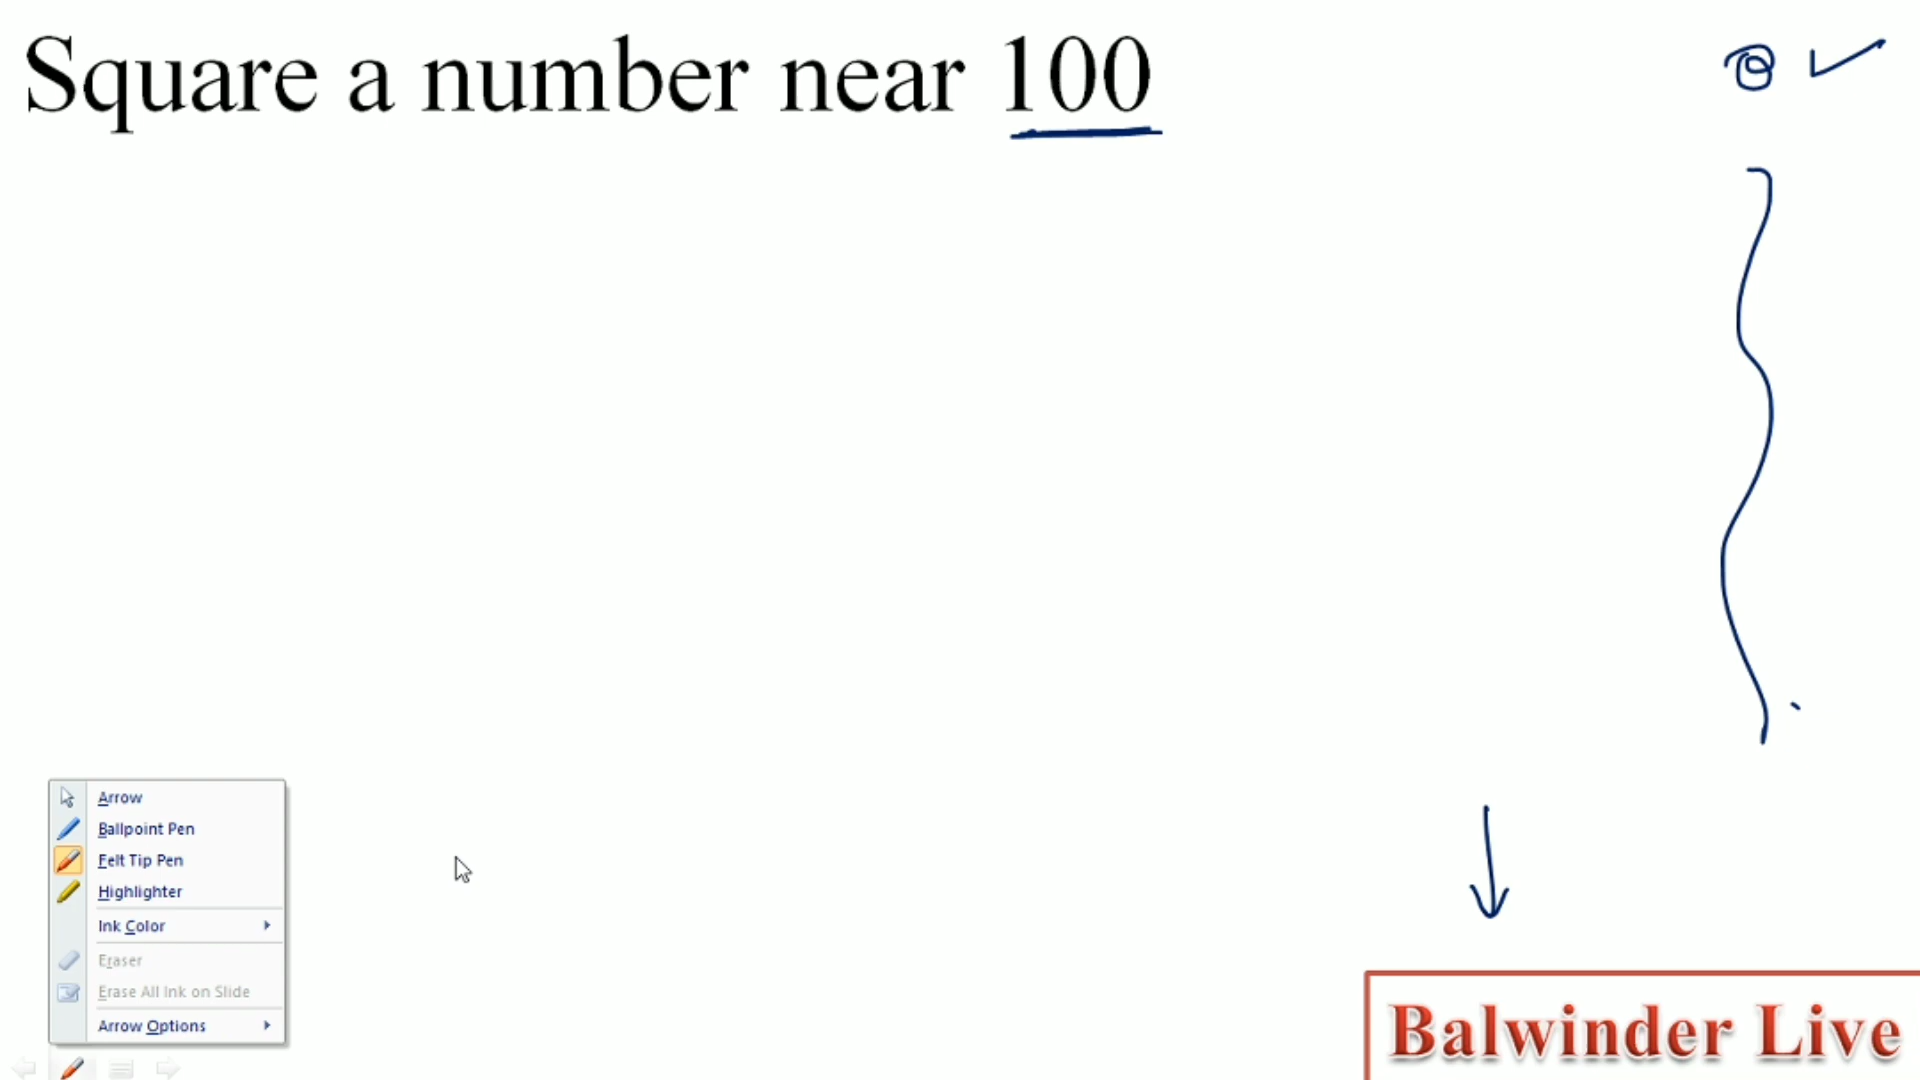 Square a number near 100
Arrow
Ballpoint Pen
Felt Tip Pen
Highlighter
Ink Color
Eraser
Erase All Ink on Slide
Arrow Options
Balwinder Live